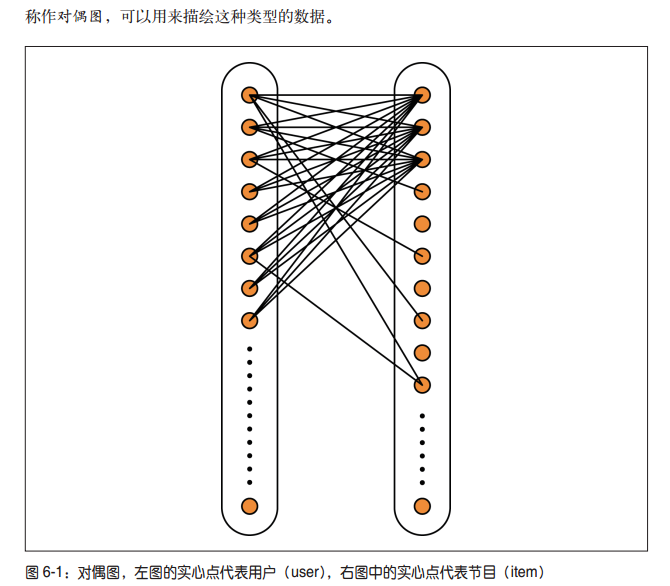 称作对偶图，可以用来描绘这种类型的数据。
图 6-1：对偶图，左图的实心点代表用户（user），右图中的实心点代表节目（item）